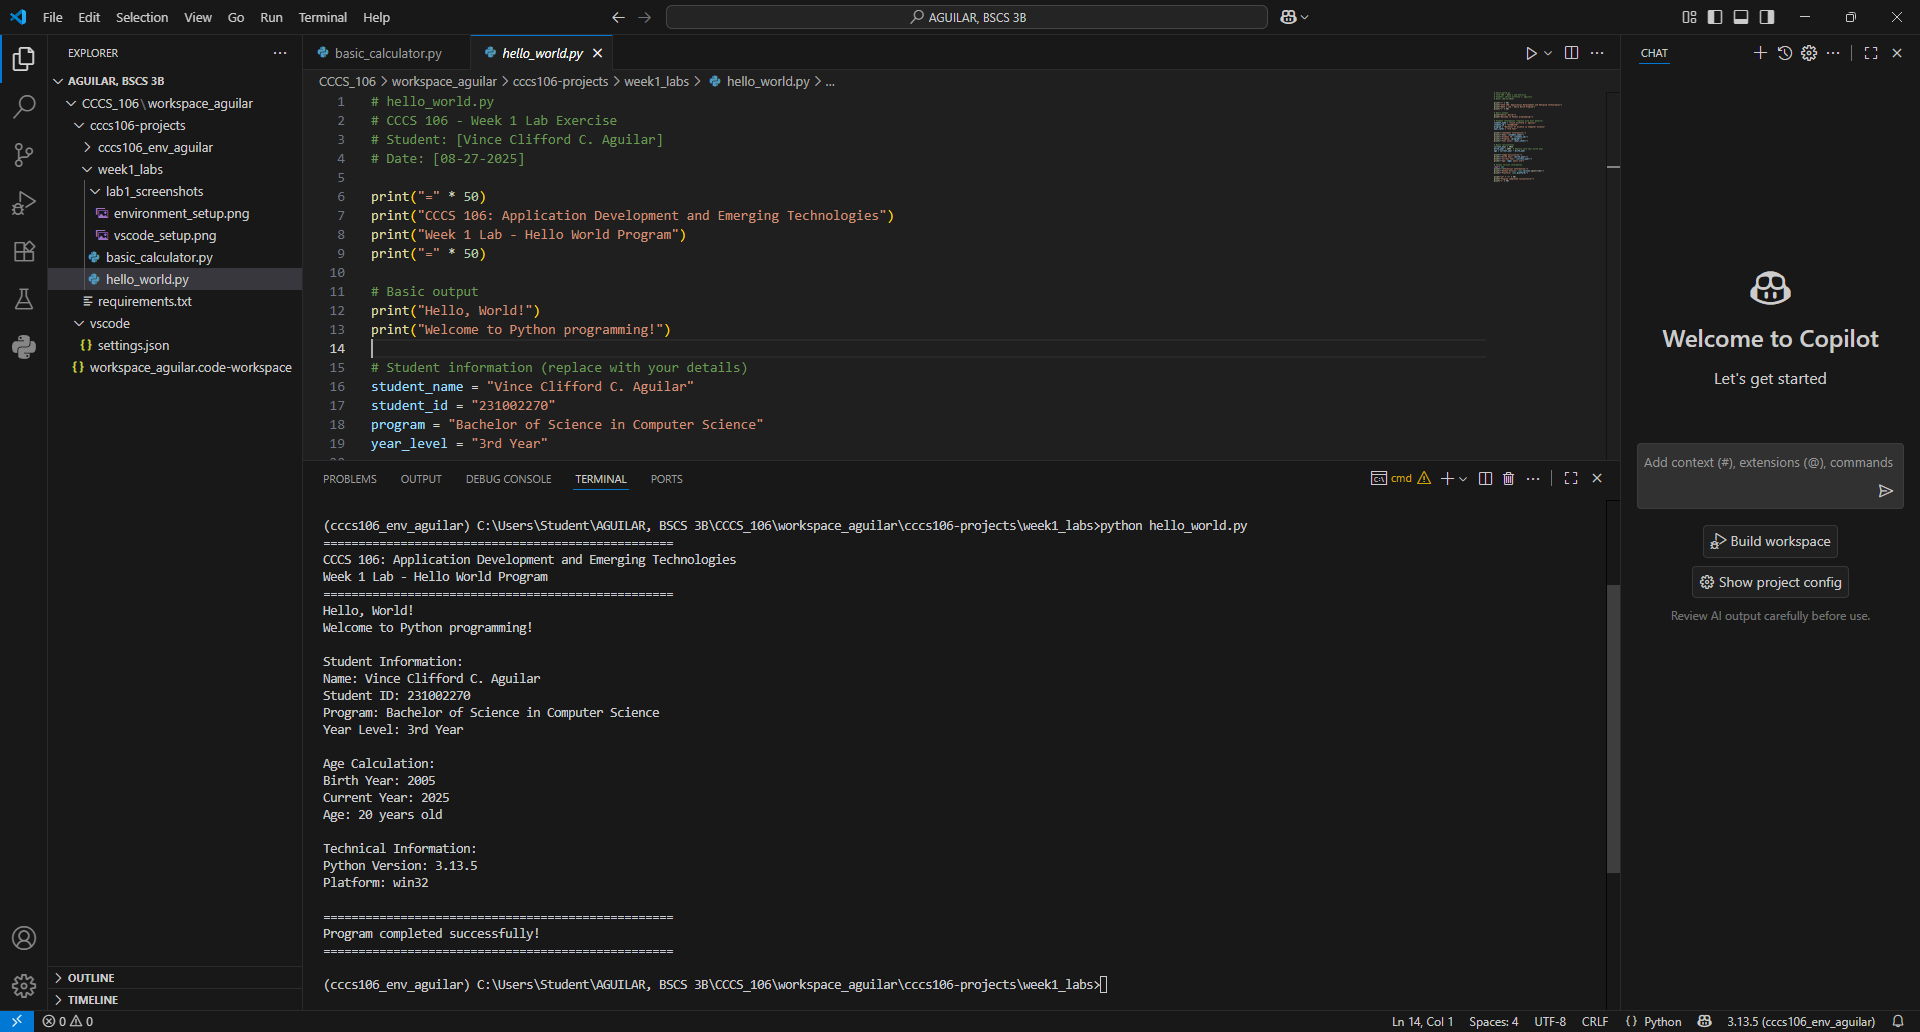 File Edit Selection View Go Run Terminal Help
AGUILAR, BSCS 3B
EXPLORER
AGUILAR, BSCS 3B
CCCS_106\workspace_aguilar
cccs106-projects
cccs106_env_aguilar
week1_labs
lab1_screenshots
environment_setup.png
vscode_setup.png
basic_calculator.py
hello_world.py
requirements.txt
vscode
settings.json
workspace_aguilar.code-workspace
OUTLINE
TIMELINE
basic_calculator.py hello_world.py
CCCS_106 > workspace_aguilar > cccs106-projects > week1_labs > hello_world.py > ...
1 # hello_world.py
2 # CCCS 106 - Week 1 Lab Exercise
3 # Student: [Vince Clifford C. Aguilar]
4 # Date: [08-27-2025]
5
6 print("=" * 50)
7 print("CCCS 106: Application Development and Emerging Technologies")
8 print("Week 1 Lab - Hello World Program")
9 print("=" * 50)
10
11 # Basic output
12 print("Hello, World!")
13 print("Welcome to Python programming!")
14
15 # Student information (replace with your details)
16 student_name = "Vince Clifford C. Aguilar"
17 student_id = "231002270"
18 program = "Bachelor of Science in Computer Science"
19 year_level = "3rd Year"
PROBLEMS OUTPUT DEBUG CONSOLE TERMINAL PORTS
cmd
(cccs106_env_aguilar) C:\Users\Student\AGUILAR, BSCS 3B\CCCS_106\workspace_aguilar\cccs106-projects\week1_labs>python hello_world.py
==================================================
CCCS 106: Application Development and Emerging Technologies
Week 1 Lab - Hello World Program
==================================================
Hello, World!
Welcome to Python programming!
Student Information:
Name: Vince Clifford C. Aguilar
Student ID: 231002270
Program: Bachelor of Science in Computer Science
Year Level: 3rd Year
Age Calculation:
Birth Year: 2005
Current Year: 2025
Age: 20 years old
Technical Information:
Python Version: 3.13.5
Platform: win32
==================================================
Program completed successfully!
==================================================
(cccs106_env_aguilar) C:\Users\Student\AGUILAR, BSCS 3B\CCCS_106\workspace_aguilar\cccs106-projects\week1_labs>
CHAT
Welcome to Copilot
Let's get started
Add context (#), extensions (@), commands
Build workspace
Show project config
Review AI output carefully before use.
0 0
Ln 14, Col 1 Spaces: 4 UTF-8 CRLF {} Python 3.13.5 (cccs106_env_aguilar)